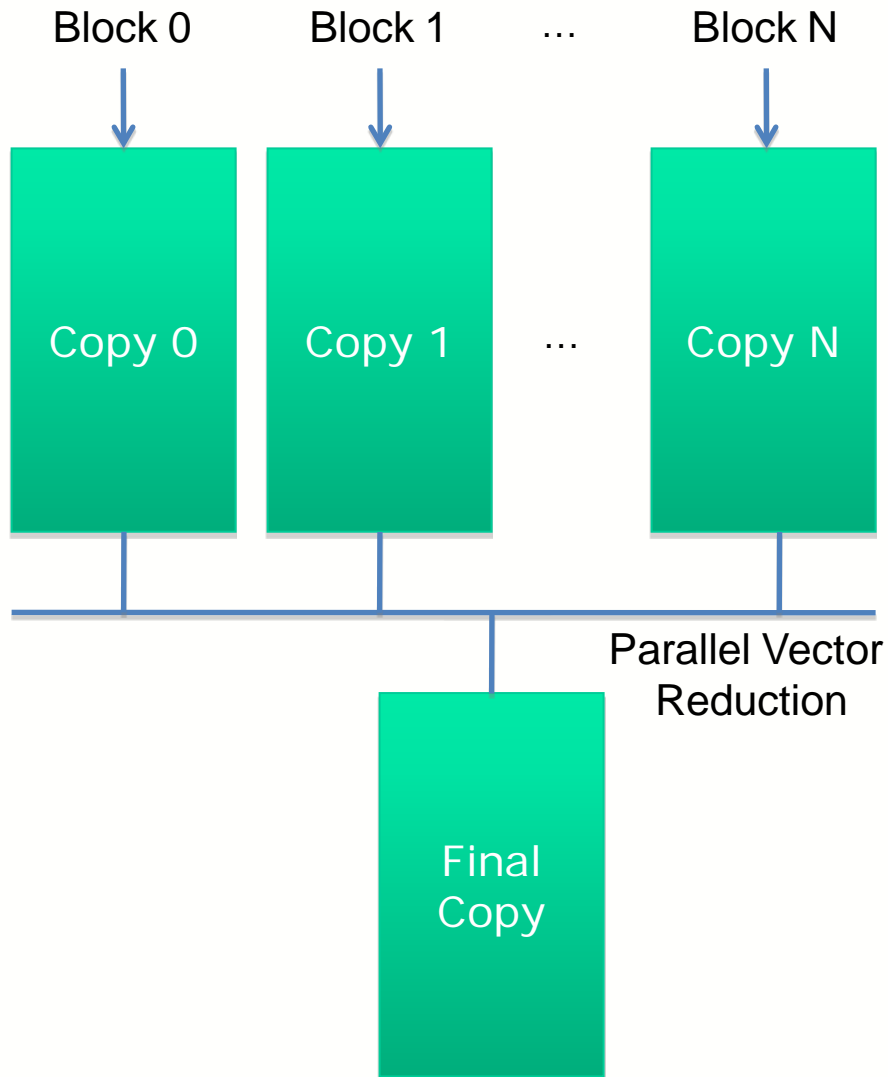 Block 0 Block 1 ... Block N
Copy 0 Copy 1 ... Copy N
Parallel Vector
Reduction
Final
Copy